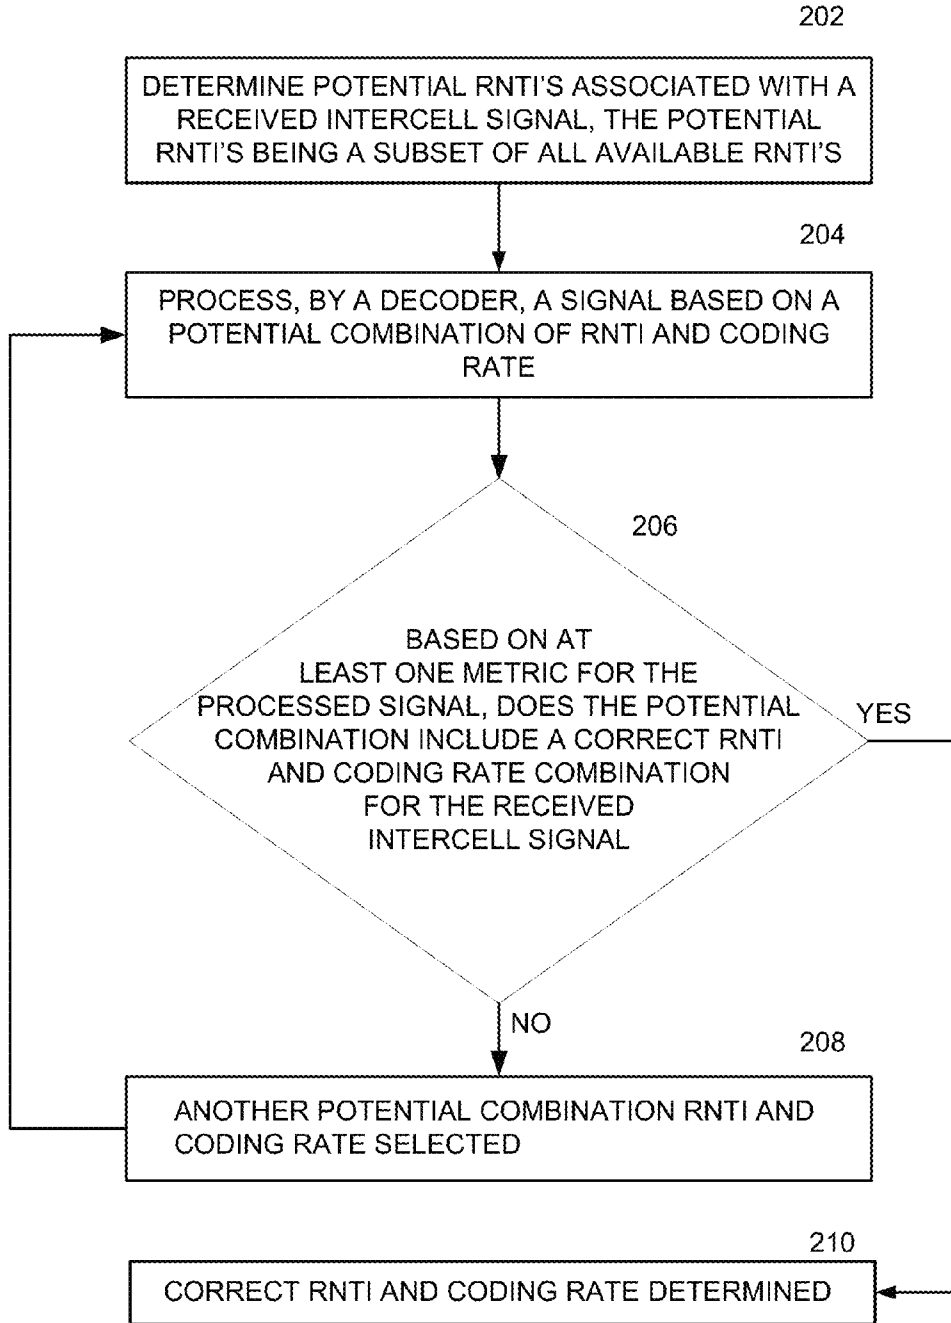 202
DETERMINE POTENTIAL RNTI'S ASSOCIATED WITH A
RECEIVED INTERCELL SIGNAL, THE POTENTIAL
RNTI'S BEING A SUBSET OF ALL AVAILABLE RNTI'S
204
PROCESS, BY A DECODER, A SIGNAL BASED ON A
POTENTIAL COMBINATION OF RNTI AND CODING
RATE
206
BASED ON AT
LEAST ONE METRIC FOR THE
PROCESSED SIGNAL, DOES THE POTENTIAL
COMBINATION INCLUDE A CORRECT RNTI
AND CODING RATE COMBINATION
FOR THE RECEIVED
INTERCELL SIGNAL
YES
NO
208
ANOTHER POTENTIAL COMBINATION RNTI AND
CODING RATE SELECTED
210
CORRECT RNTI AND CODING RATE DETERMINED